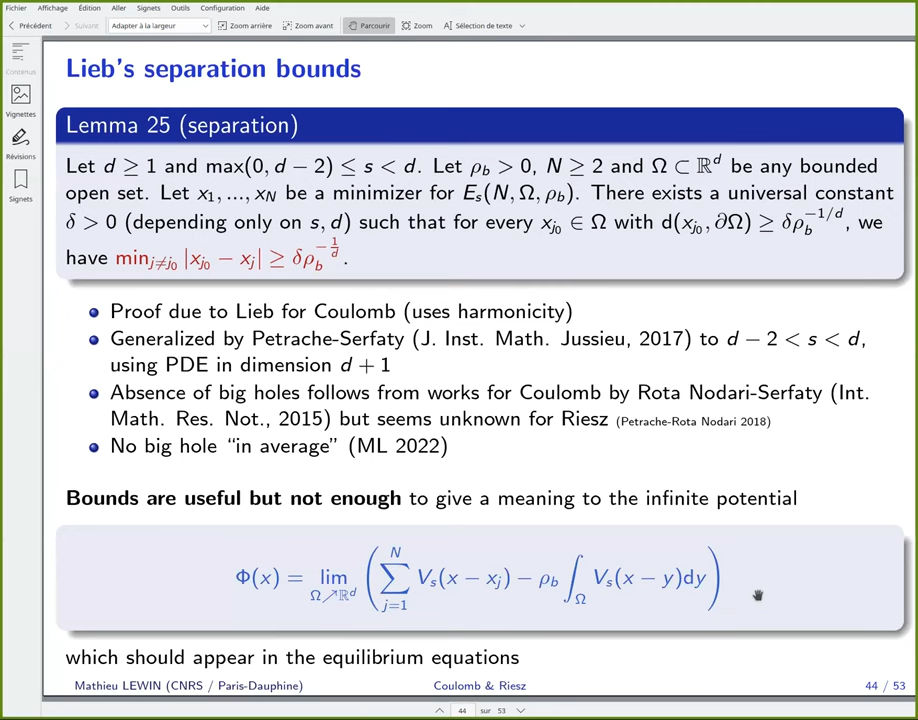 Fichier Affichage Édition Aller Signets Outils Configuration Aide
Précédent Suivant Adapter à la largeur Zoom arrière Zoom avant Parcourir Zoom Sélection de texte
Contenus
Vignettes
Révisions
Signets
Lieb's separation bounds
Lemma 25 (separation)
Let d ≥ 1 and max(0, d − 2) ≤ s < d. Let ρ_b > 0, N ≥ 2 and Ω ⊂ ℝ^d be any bounded
open set. Let x_1, ..., x_N be a minimizer for E_s(N, Ω, ρ_b). There exists a universal constant
δ > 0 (depending only on s, d) such that for every x_{j_0} ∈ Ω with d(x_{j_0}, ∂Ω) ≥ δρ_b^{−1/d}, we
have min_{j≠j_0} |x_{j_0} − x_j| ≥ δρ_b^{−1/d}.
Proof due to Lieb for Coulomb (uses harmonicity)
Generalized by Petrache-Serfaty (J. Inst. Math. Jussieu, 2017) to d − 2 < s < d,
using PDE in dimension d + 1
Absence of big holes follows from works for Coulomb by Rota Nodari-Serfaty (Int.
Math. Res. Not., 2015) but seems unknown for Riesz (Petrache-Rota Nodari 2018)
No big hole "in average" (ML 2022)
Bounds are useful but not enough to give a meaning to the infinite potential
Φ(x) = lim_{Ω↗ℝ^d} ( ∑_{j=1}^{N} V_s(x − x_j) − ρ_b ∫_Ω V_s(x − y)dy )
which should appear in the equilibrium equations
Mathieu LEWIN (CNRS / Paris-Dauphine) Coulomb & Riesz 44 / 53
44 sur 53